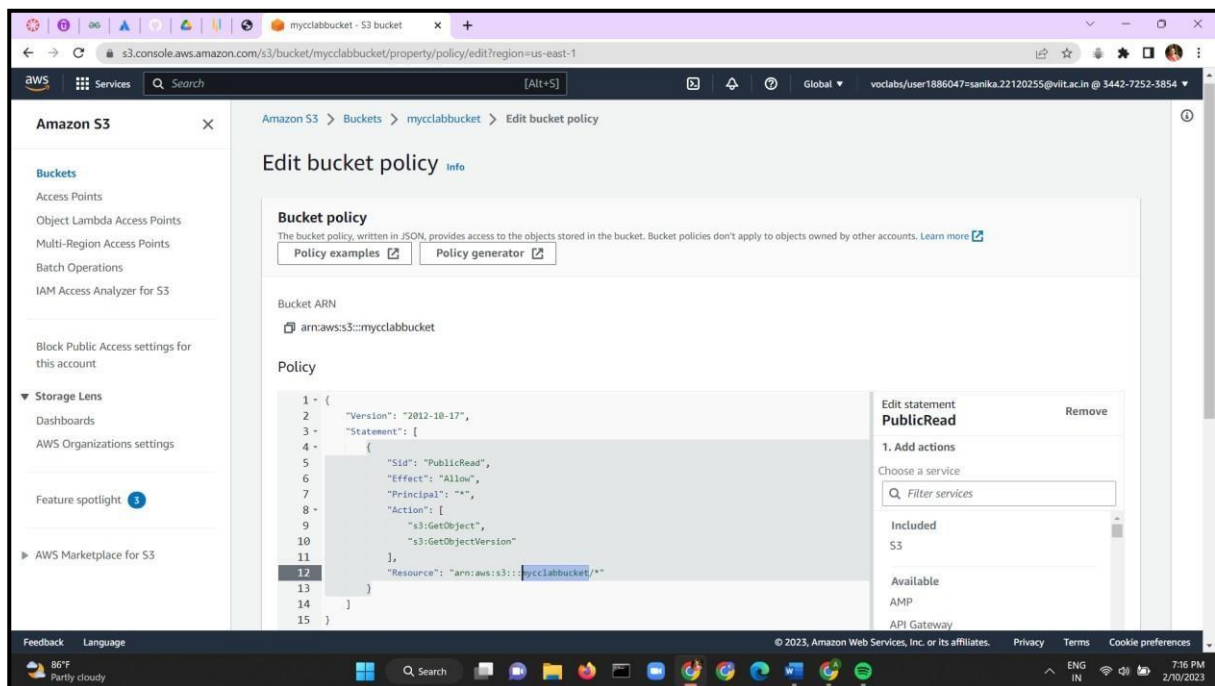 mycclabbucket - S3 bucket
s3.console.aws.amazon.com/s3/bucket/mycclabbucket/property/policy/edit?region=us-east-1
aws Services Search [Alt+S] Global voclabs/user1886047=sanika.22120255@viit.ac.in @ 3442-7252-3854
Amazon S3
Buckets
Access Points
Object Lambda Access Points
Multi-Region Access Points
Batch Operations
IAM Access Analyzer for S3
Block Public Access settings for
this account
Storage Lens
Dashboards
AWS Organizations settings
Feature spotlight 3
AWS Marketplace for S3
Amazon S3 > Buckets > mycclabbucket > Edit bucket policy
Edit bucket policy Info
Bucket policy
The bucket policy, written in JSON, provides access to the objects stored in the bucket. Bucket policies don't apply to objects owned by other accounts. Learn more
Policy examples Policy generator
Bucket ARN
arn:aws:s3:::mycclabbucket
Policy
1 {
2 "Version": "2012-10-17",
3 "Statement": [
4 {
5 "Sid": "PublicRead",
6 "Effect": "Allow",
7 "Principal": "*",
8 "Action": [
9 "s3:GetObject",
10 "s3:GetObjectVersion"
11 ],
12 "Resource": "arn:aws:s3:::mycclabbucket/*"
13 }
14 ]
15 }
Edit statement
PublicRead
Remove
1. Add actions
Choose a service
Filter services
Included
S3
Available
AMP
API Gateway
Feedback Language © 2023, Amazon Web Services, Inc. or its affiliates. Privacy Terms Cookie preferences
86°F
Partly cloudy
Search
ENG
IN
7:16 PM
2/10/2023